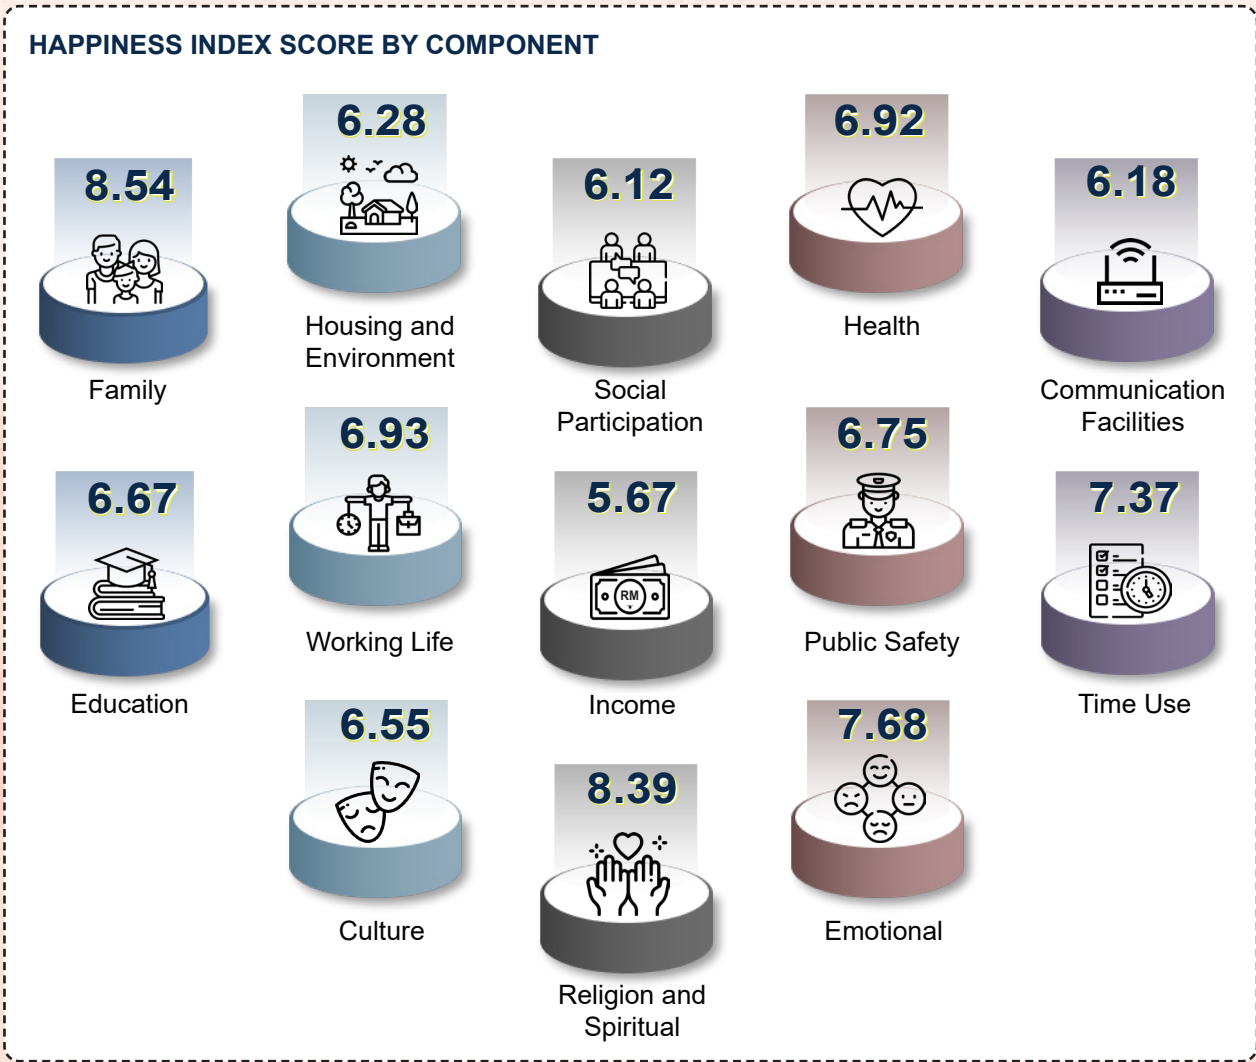 HAPPINESS INDEX SCORE BY COMPONENT
8.54
Family
6.28
Housing and
Environment
6.12
Social
Participation
6.92
Health
6.18
Communication
Facilities
6.67
Education
6.93
Working Life
5.67
RM
Income
6.75
Public Safety
7.37
Time Use
6.55
Culture
8.39
Religion and
Spiritual
7.68
Emotional